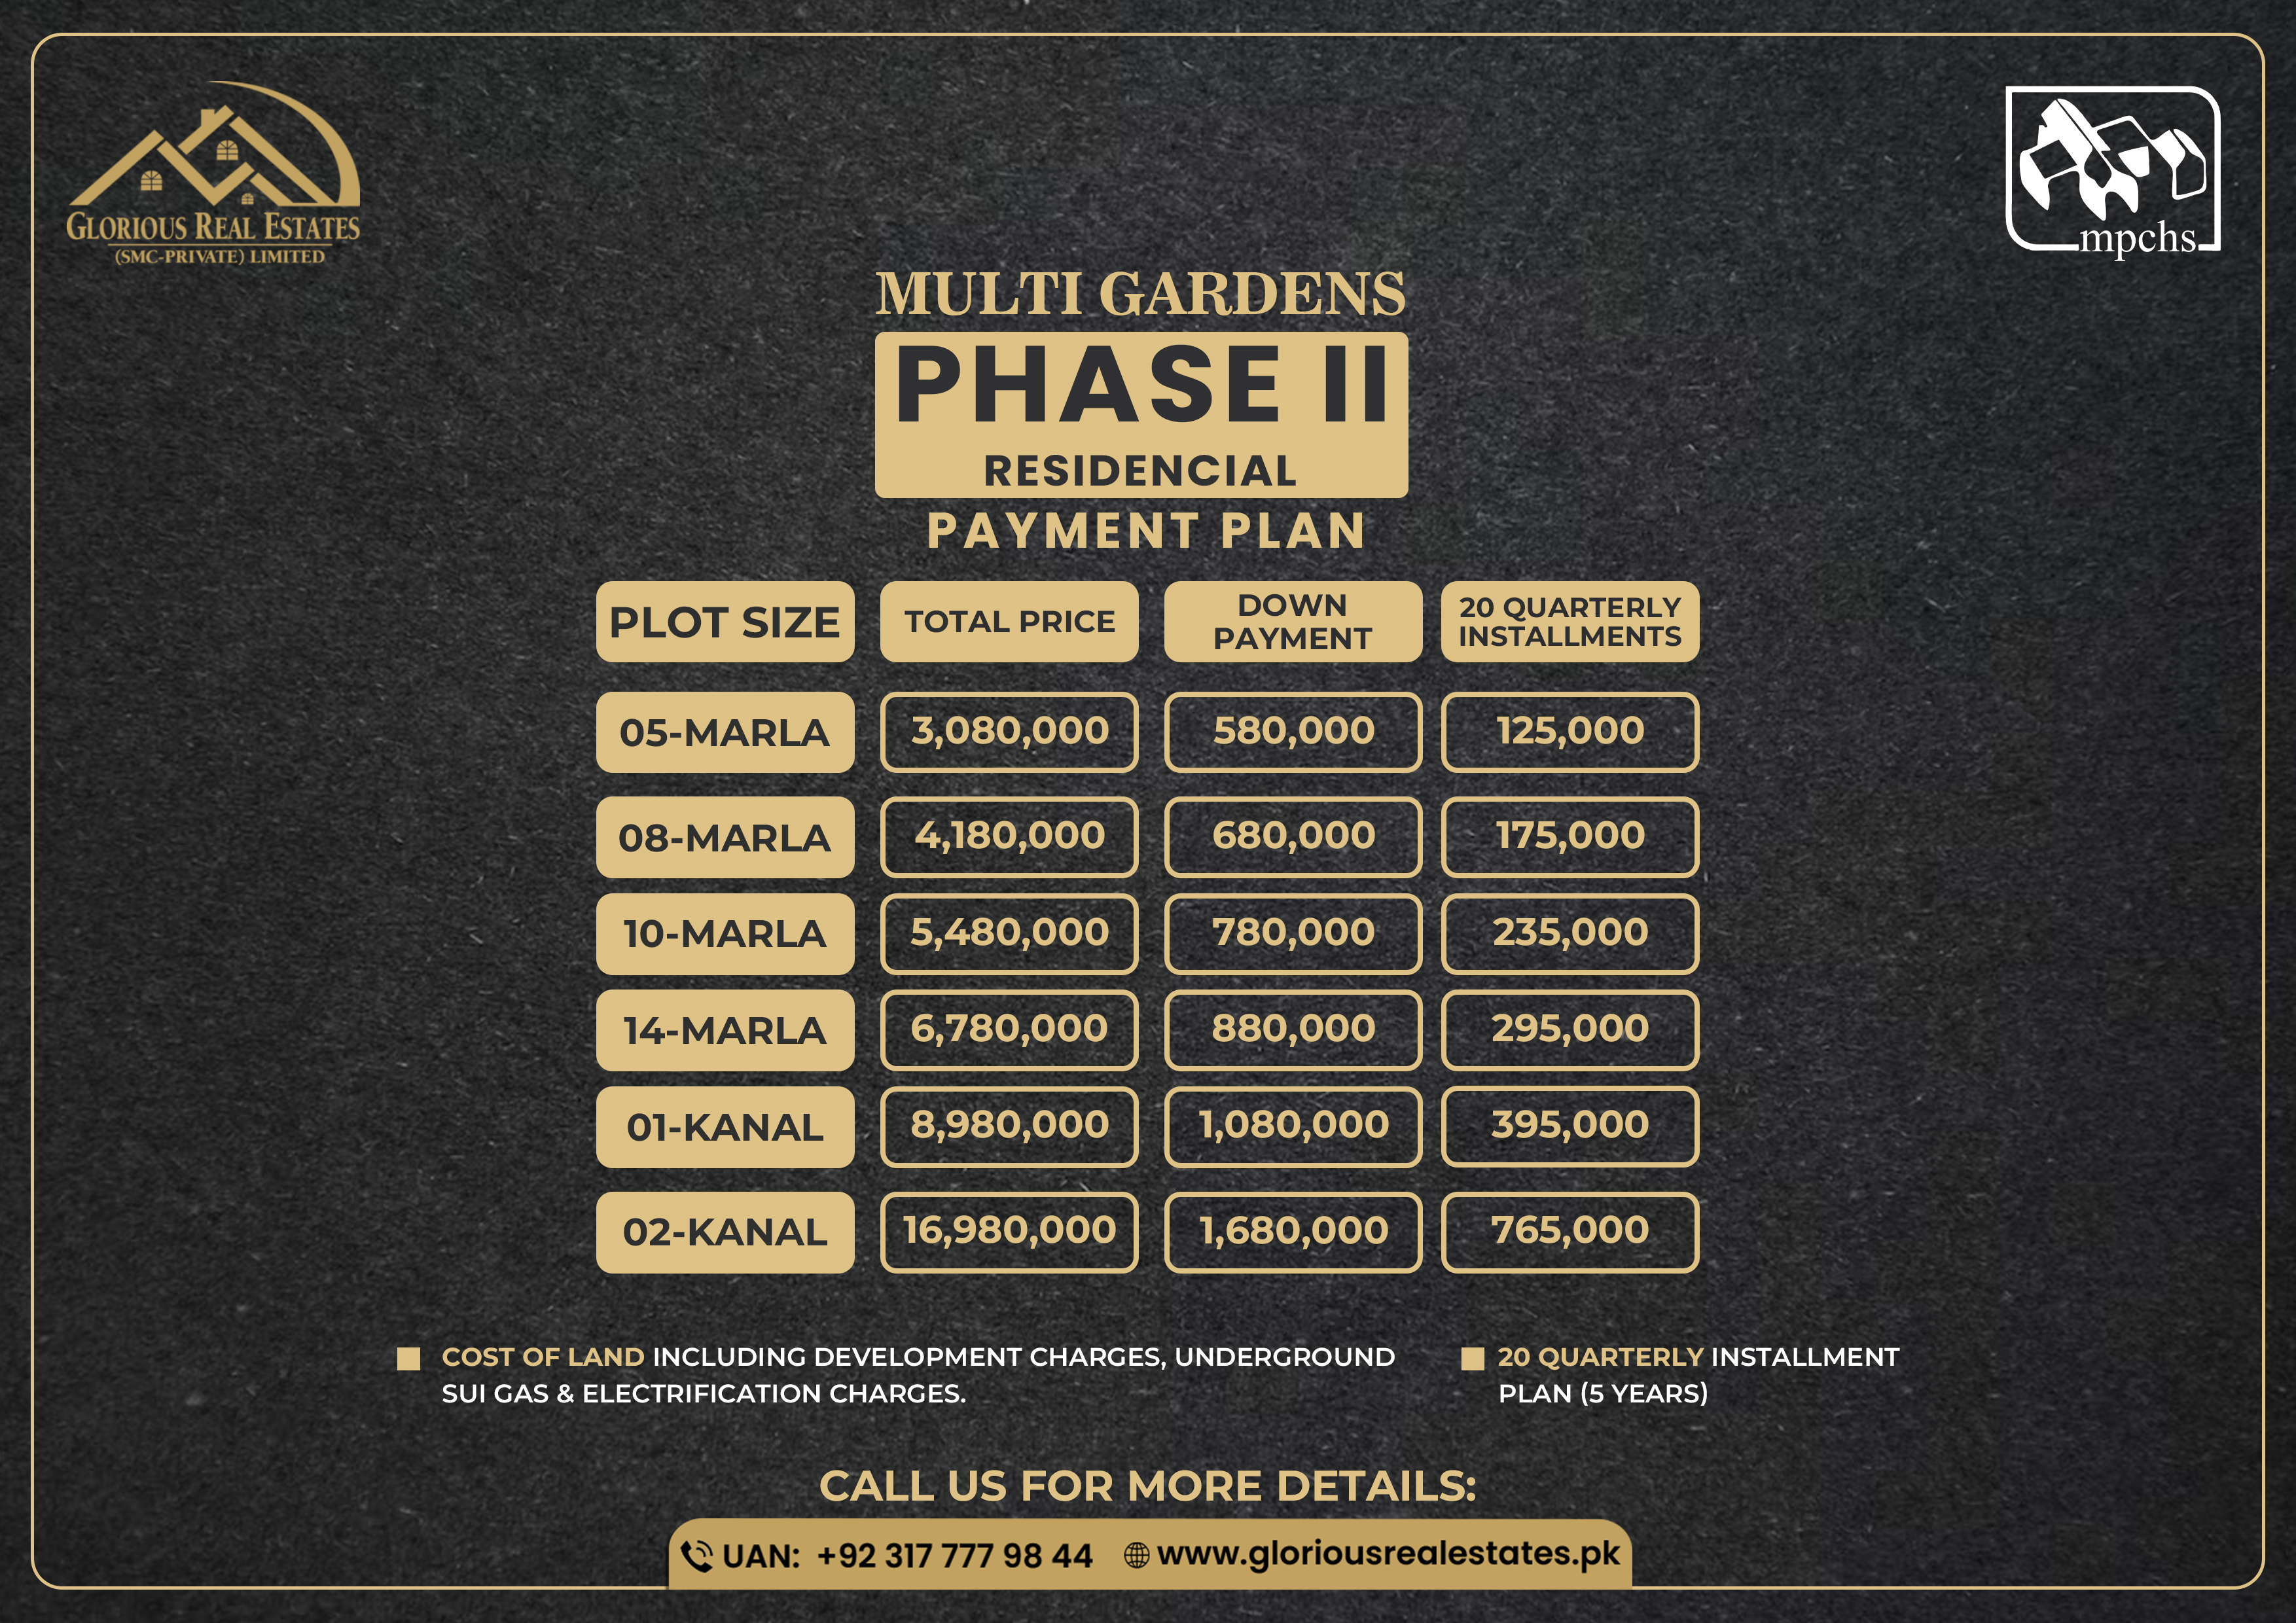 GLORIOUS REAL ESTATES
(SMC-PRIVATE) LIMITED
mpchs
MULTI GARDENS
PHASE II
RESIDENCIAL
PAYMENT PLAN
PLOT SIZE TOTAL PRICE DOWN PAYMENT 20 QUARTERLY INSTALLMENTS
05-MARLA 3,080,000 580,000 125,000
08-MARLA 4,180,000 680,000 175,000
10-MARLA 5,480,000 780,000 235,000
14-MARLA 6,780,000 880,000 295,000
01-KANAL 8,980,000 1,080,000 395,000
02-KANAL 16,980,000 1,680,000 765,000
COST OF LAND INCLUDING DEVELOPMENT CHARGES, UNDERGROUND
SUI GAS & ELECTRIFICATION CHARGES.
20 QUARTERLY INSTALLMENT
PLAN (5 YEARS)
CALL US FOR MORE DETAILS:
UAN: +92 317 777 98 44 www.gloriousrealestates.pk